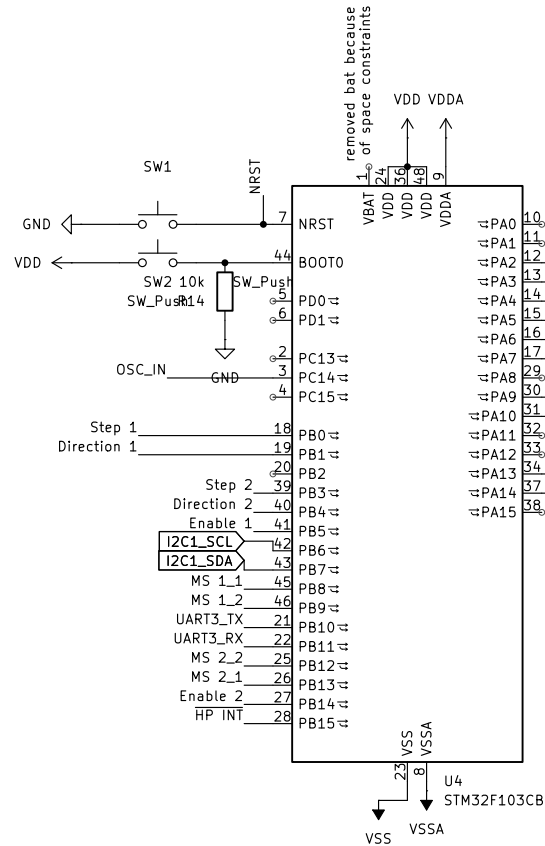 removed bat because
of space constraints
VDD VDDA
SW1
NRST
1
24
36
48
9
VBAT
VDD
VDD
VDD
VDDA
GND
7 NRST
VDD
44 BOOT0
SW2 10k SW_Push
SW_Push R14
5 PD0
6 PD1
GND
2 PC13
OSC_IN 3 PC14
4 PC15
Step 1 18 PB0
Direction 1 19 PB1
20 PB2
Step 2 39 PB3
Direction 2 40 PB4
Enable 1 41 PB5
I2C1_SCL 42 PB6
I2C1_SDA 43 PB7
MS 1_1 45 PB8
MS 1_2 46 PB9
UART3_TX 21 PB10
UART3_RX 22 PB11
MS 2_2 25 PB12
MS 2_1 26 PB13
Enable 2 27 PB14
HP INT 28 PB15
PA0 10
PA1 11
PA2 12
PA3 13
PA4 14
PA5 15
PA6 16
PA7 17
PA8 29
PA9 30
PA10 31
PA11 32
PA12 33
PA13 34
PA14 37
PA15 38
VSS
VSSA
23
8
U4
STM32F103CB
VSS
VSSA